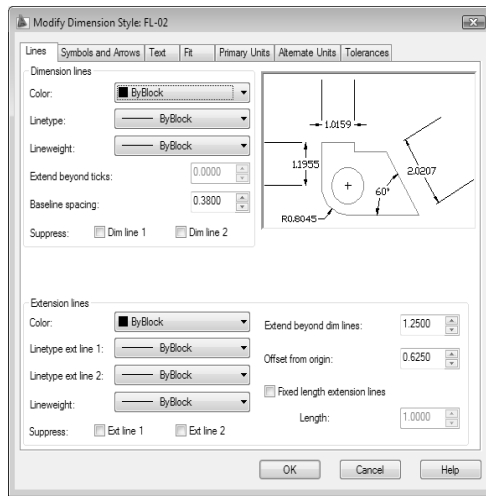 Modify Dimension Style: FL-02
Lines Symbols and Arrows Text Fit Primary Units Alternate Units Tolerances
Dimension lines
Color: ByBlock
Linetype: ByBlock
Lineweight: ByBlock
Extend beyond ticks: 0.0000
Baseline spacing: 0.3800
Suppress: Dim line 1 Dim line 2
1.0159
1.1955
2.0207
60°
R0.8045
Extension lines
Color: ByBlock
Linetype ext line 1: ByBlock
Linetype ext line 2: ByBlock
Lineweight: ByBlock
Suppress: Ext line 1 Ext line 2
Extend beyond dim lines: 1.2500
Offset from origin: 0.6250
Fixed length extension lines
Length: 1.0000
OK Cancel Help